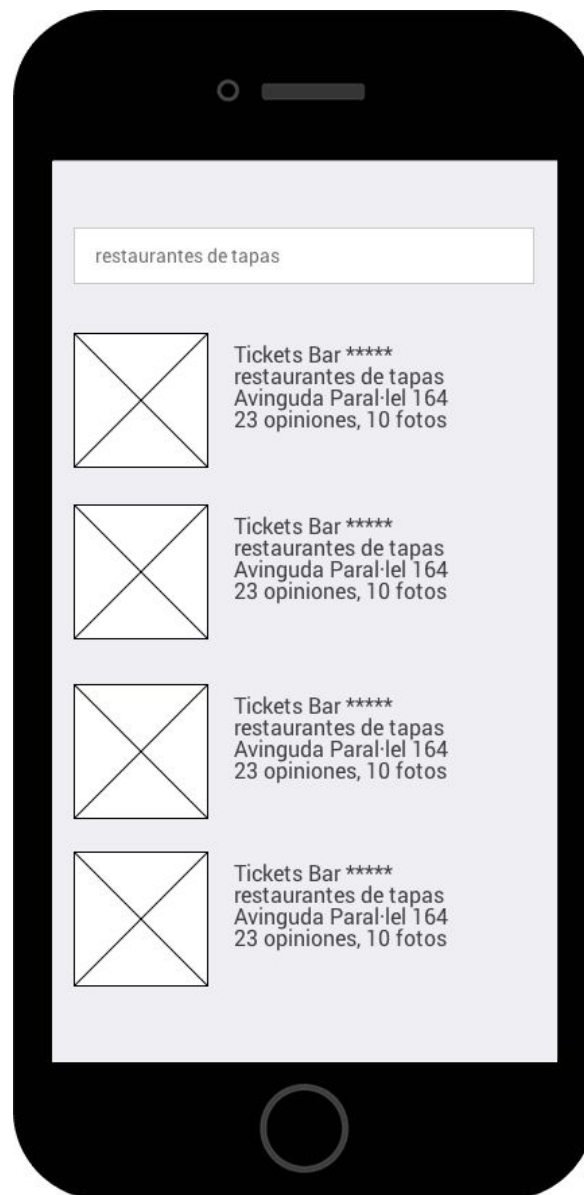 restaurantes de tapas
Tickets Bar *****
restaurantes de tapas
Avinguda Paral·lel 164
23 opiniones, 10 fotos
Tickets Bar *****
restaurantes de tapas
Avinguda Paral·lel 164
23 opiniones, 10 fotos
Tickets Bar *****
restaurantes de tapas
Avinguda Paral·lel 164
23 opiniones, 10 fotos
Tickets Bar *****
restaurantes de tapas
Avinguda Paral·lel 164
23 opiniones, 10 fotos